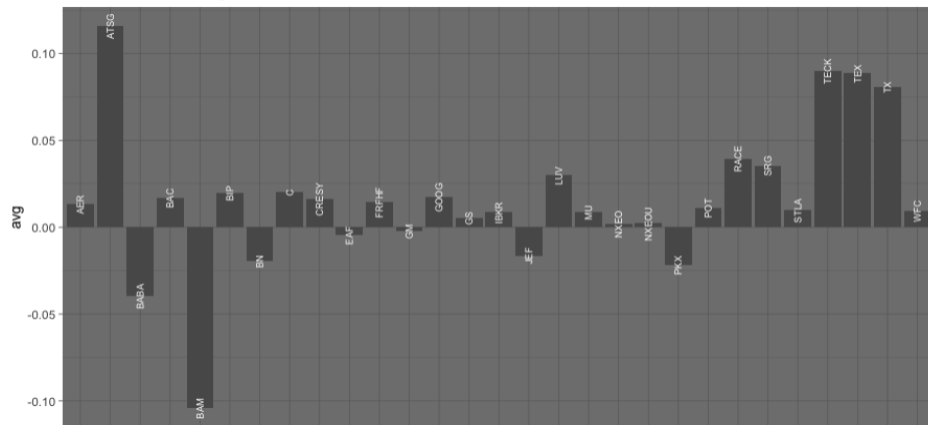 avg
0.10
0.05
0.00
-0.05
-0.10
AER
ATSG
BABA
BAC
BAM
BIP
BN
C
CRESY
EAF
FRFHF
GM
GOOG
GS
IBKR
JEF
LUV
MU
NXEO
NXEOU
PKX
POT
RACE
SRG
STLA
TECK
TEX
TX
WFC